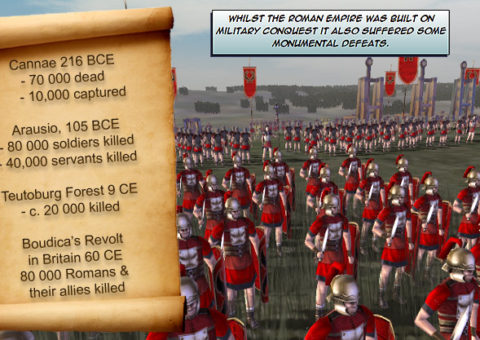 WHILST THE ROMAN EMPIRE WAS BUILT ON
MILITARY CONQUEST IT ALSO SUFFERED SOME
MONUMENTAL DEFEATS.
Cannae 216 BCE
- 70 000 dead
- 10,000 captured
Arausio, 105 BCE
- 80 000 soldiers killed
- 40,000 servants killed
Teutoburg Forest 9 CE
- c. 20 000 killed
Boudica's Revolt
in Britain 60 CE
80 000 Romans &
their allies killed